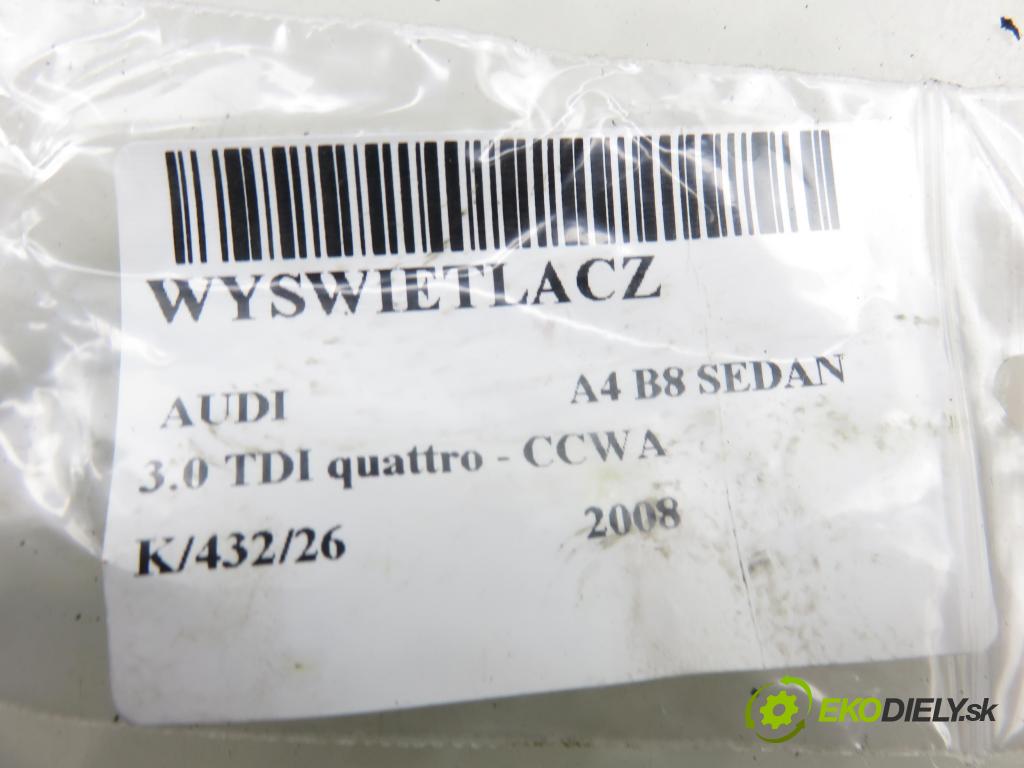 WYSWIETLACZ
AUDI A4 B8 SEDAN
3.0 TDI quattro - CCWA
K/432/26 2008
EKODIELY.sk